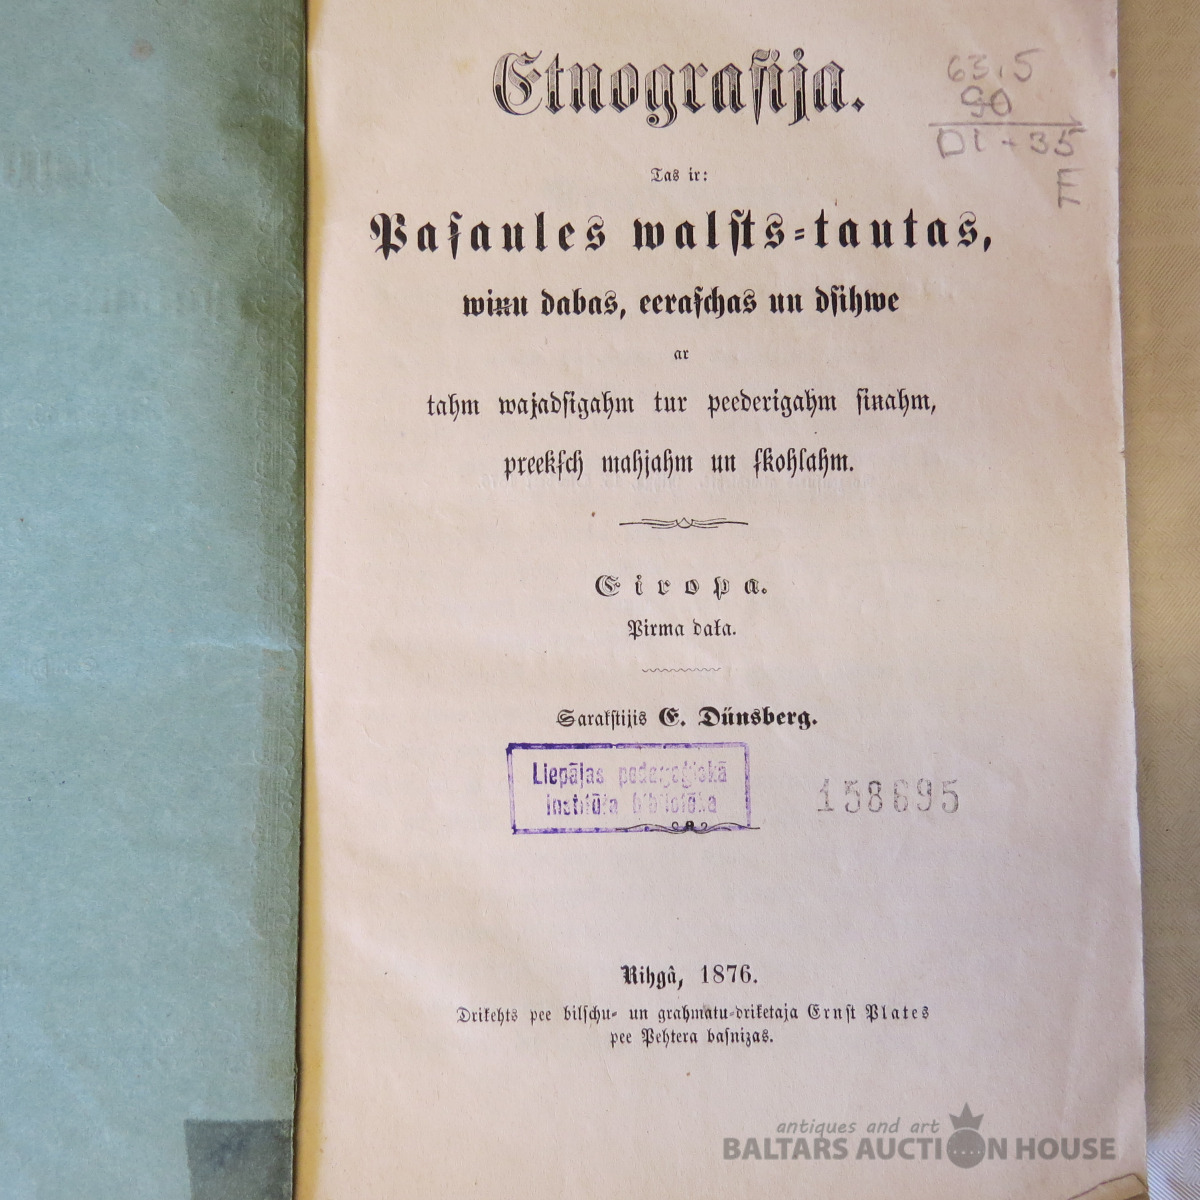 Etnografija.
Tas ir:
Paſaules walſts-tautas,
wiņu dabas, eeraſchas un dſihwe
ar
tahm wajadſigahm tur peederigahm ſinahm,
preekſch mahjahm un ſkohlahm.
Eiropa.
Pirma daļa.
Sarakſtijis E. Dünsberg.
Liepājas pedagoģiskā
institūta bibliotēka
158695
Rihgâ, 1876.
Drikehts pee bilſchu- un grahmatu-driketaja Ernſt Plates
pee Pehtera baſnizas.
63.5
90
D1-35
E
antiques and art
BALTARS AUCTION HOUSE